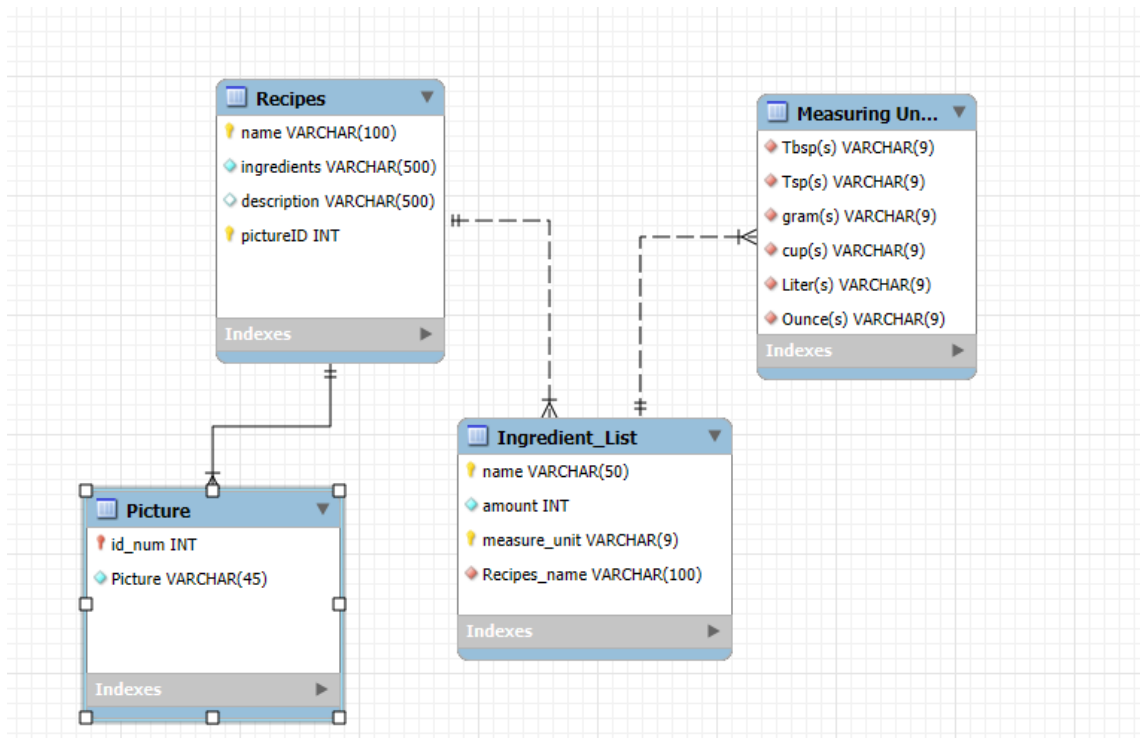 Recipes
name VARCHAR(100)
ingredients VARCHAR(500)
description VARCHAR(500)
pictureID INT
Indexes
Measuring Un...
Tbsp(s) VARCHAR(9)
Tsp(s) VARCHAR(9)
gram(s) VARCHAR(9)
cup(s) VARCHAR(9)
Liter(s) VARCHAR(9)
Ounce(s) VARCHAR(9)
Indexes
Picture
id_num INT
Picture VARCHAR(45)
Indexes
Ingredient_List
name VARCHAR(50)
amount INT
measure_unit VARCHAR(9)
Recipes_name VARCHAR(100)
Indexes